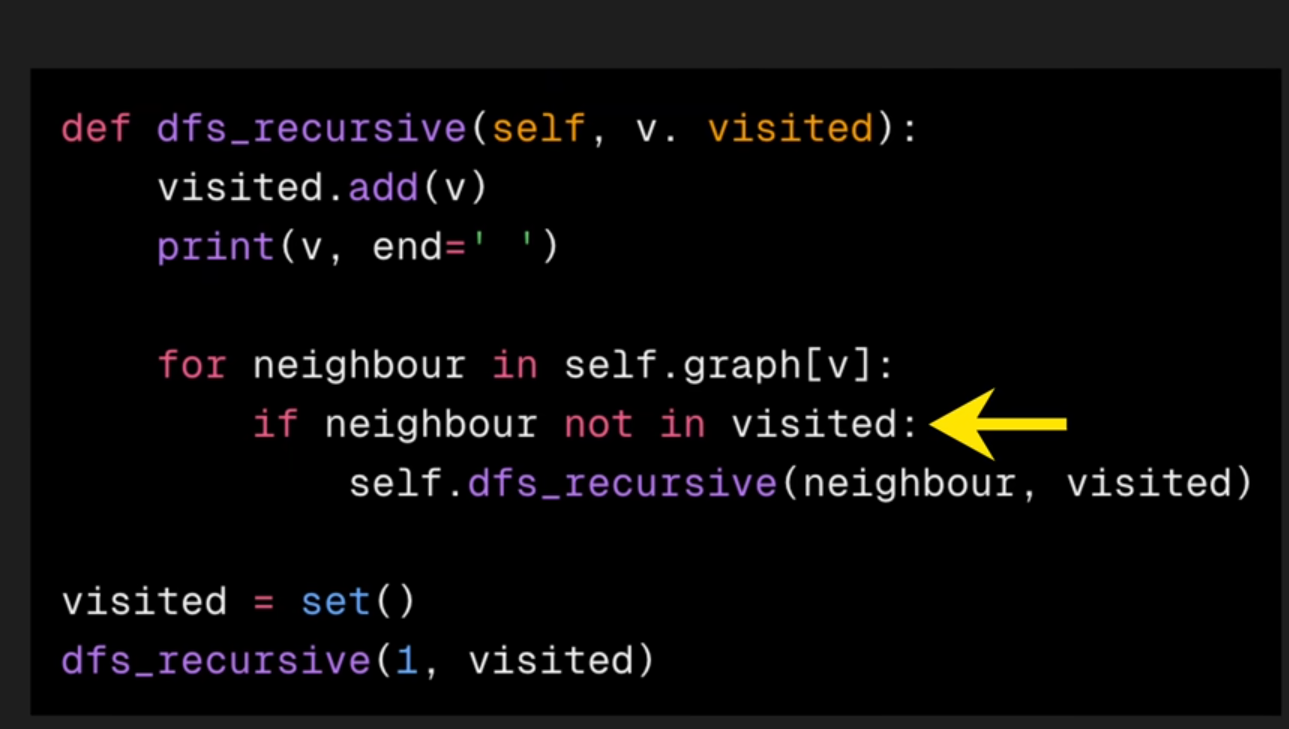 def dfs_recursive(self, v. visited):
    visited.add(v)
    print(v, end=' ')
    for neighbour in self.graph[v]:
        if neighbour not in visited:
            self.dfs_recursive(neighbour, visited)
visited = set()
dfs_recursive(1, visited)